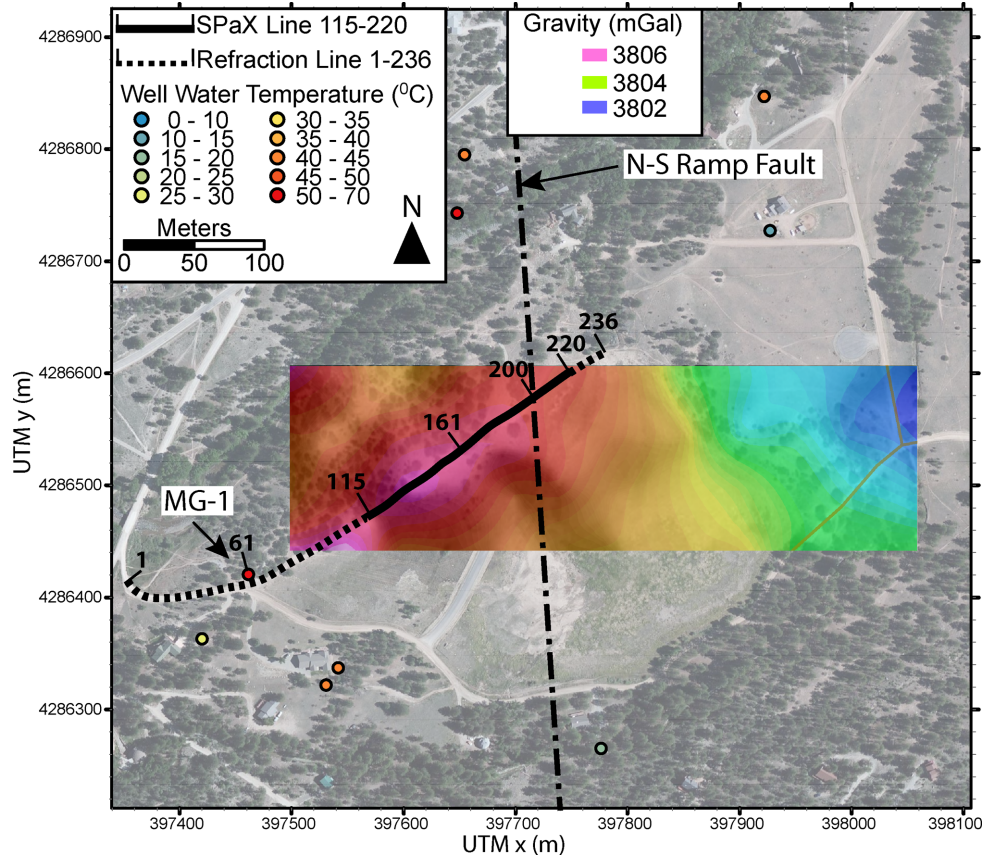 SPaX Line 115-220
Refraction Line 1-236
Well Water Temperature (⁰C)
0 - 10
10 - 15
15 - 20
20 - 25
25 - 30
30 - 35
35 - 40
40 - 45
45 - 50
50 - 70
Meters
0 50 100
N
Gravity (mGal)
3806
3804
3802
N-S Ramp Fault
236
220
200
161
115
MG-1
61
1
UTM y (m)
4286900
4286800
4286700
4286600
4286500
4286400
4286300
397400 397500 397600 397700 397800 397900 398000 398100
UTM x (m)